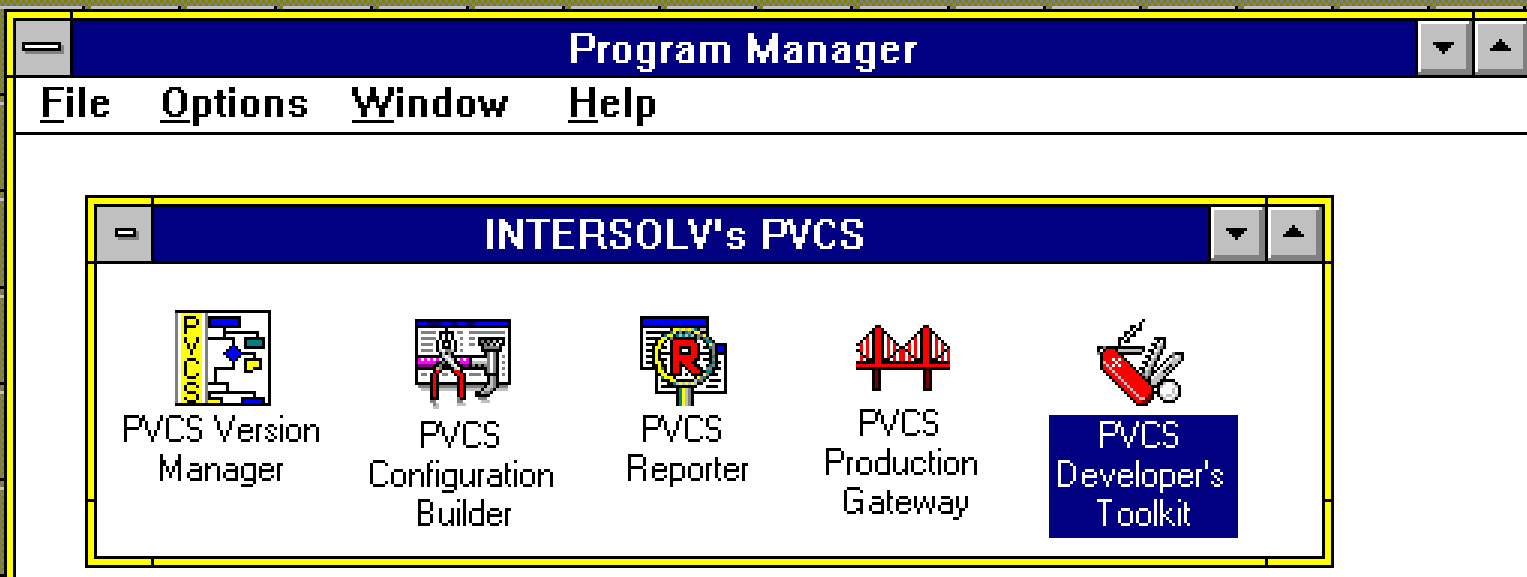 Program Manager
File Options Window Help
INTERSOLV's PVCS
PVCS
R
PVCS Version
Manager
PVCS
Configuration
Builder
PVCS
Reporter
PVCS
Production
Gateway
PVCS
Developer's
Toolkit